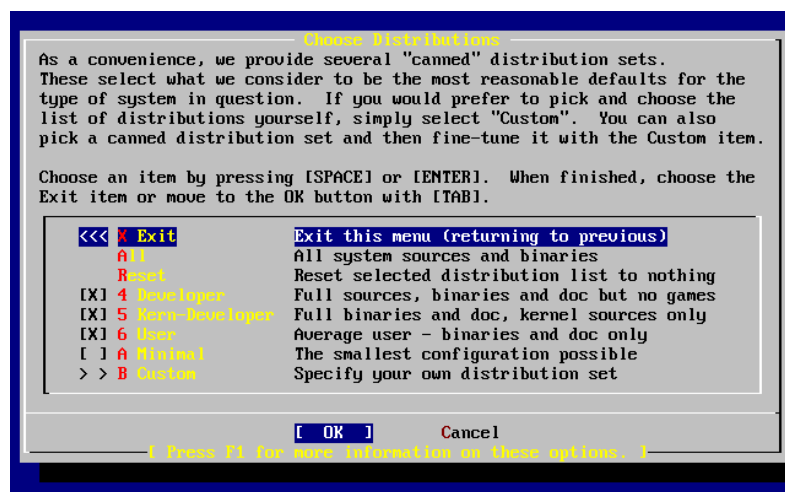 Choose Distributions
As a convenience, we provide several "canned" distribution sets.
These select what we consider to be the most reasonable defaults for the
type of system in question.  If you would prefer to pick and choose the
list of distributions yourself, simply select "Custom".  You can also
pick a canned distribution set and then fine-tune it with the Custom item.
Choose an item by pressing [SPACE] or [ENTER].  When finished, choose the
Exit item or move to the OK button with [TAB].
<<< X Exit Exit this menu (returning to previous)
All All system sources and binaries
Reset Reset selected distribution list to nothing
[X] 4 Developer Full sources, binaries and doc but no games
[X] 5 Kern-Developer Full binaries and doc, kernel sources only
[X] 6 User Average user - binaries and doc only
[ ] A Minimal The smallest configuration possible
> > B Custom Specify your own distribution set
[ OK ] Cancel
[ Press F1 for more information on these options. ]